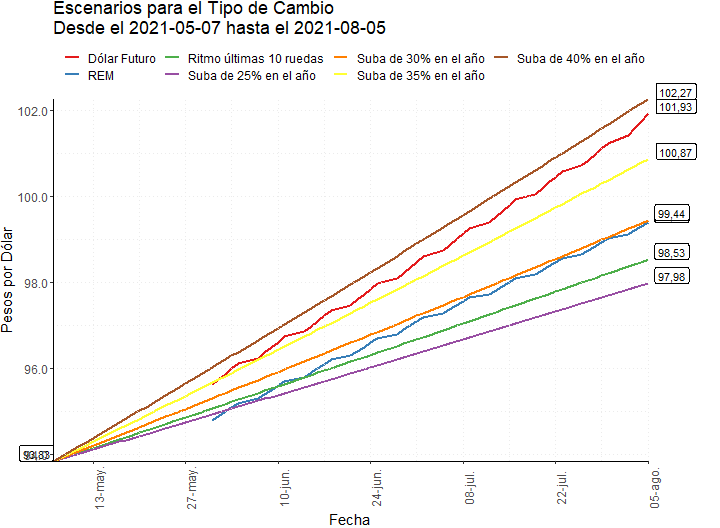 Escenarios para el Tipo de Cambio
Desde el 2021-05-07 hasta el 2021-08-05
Dólar Futuro
Ritmo últimas 10 ruedas
Suba de 30% en el año
Suba de 40% en el año
REM
Suba de 25% en el año
Suba de 35% en el año
Pesos por Dólar
102.0
100.0
98.0
96.0
102,27
101,93
100,87
99,44
98,53
97,98
93,83
13-may.
27-may.
10-jun.
24-jun.
08-jul.
22-jul.
05-ago.
Fecha